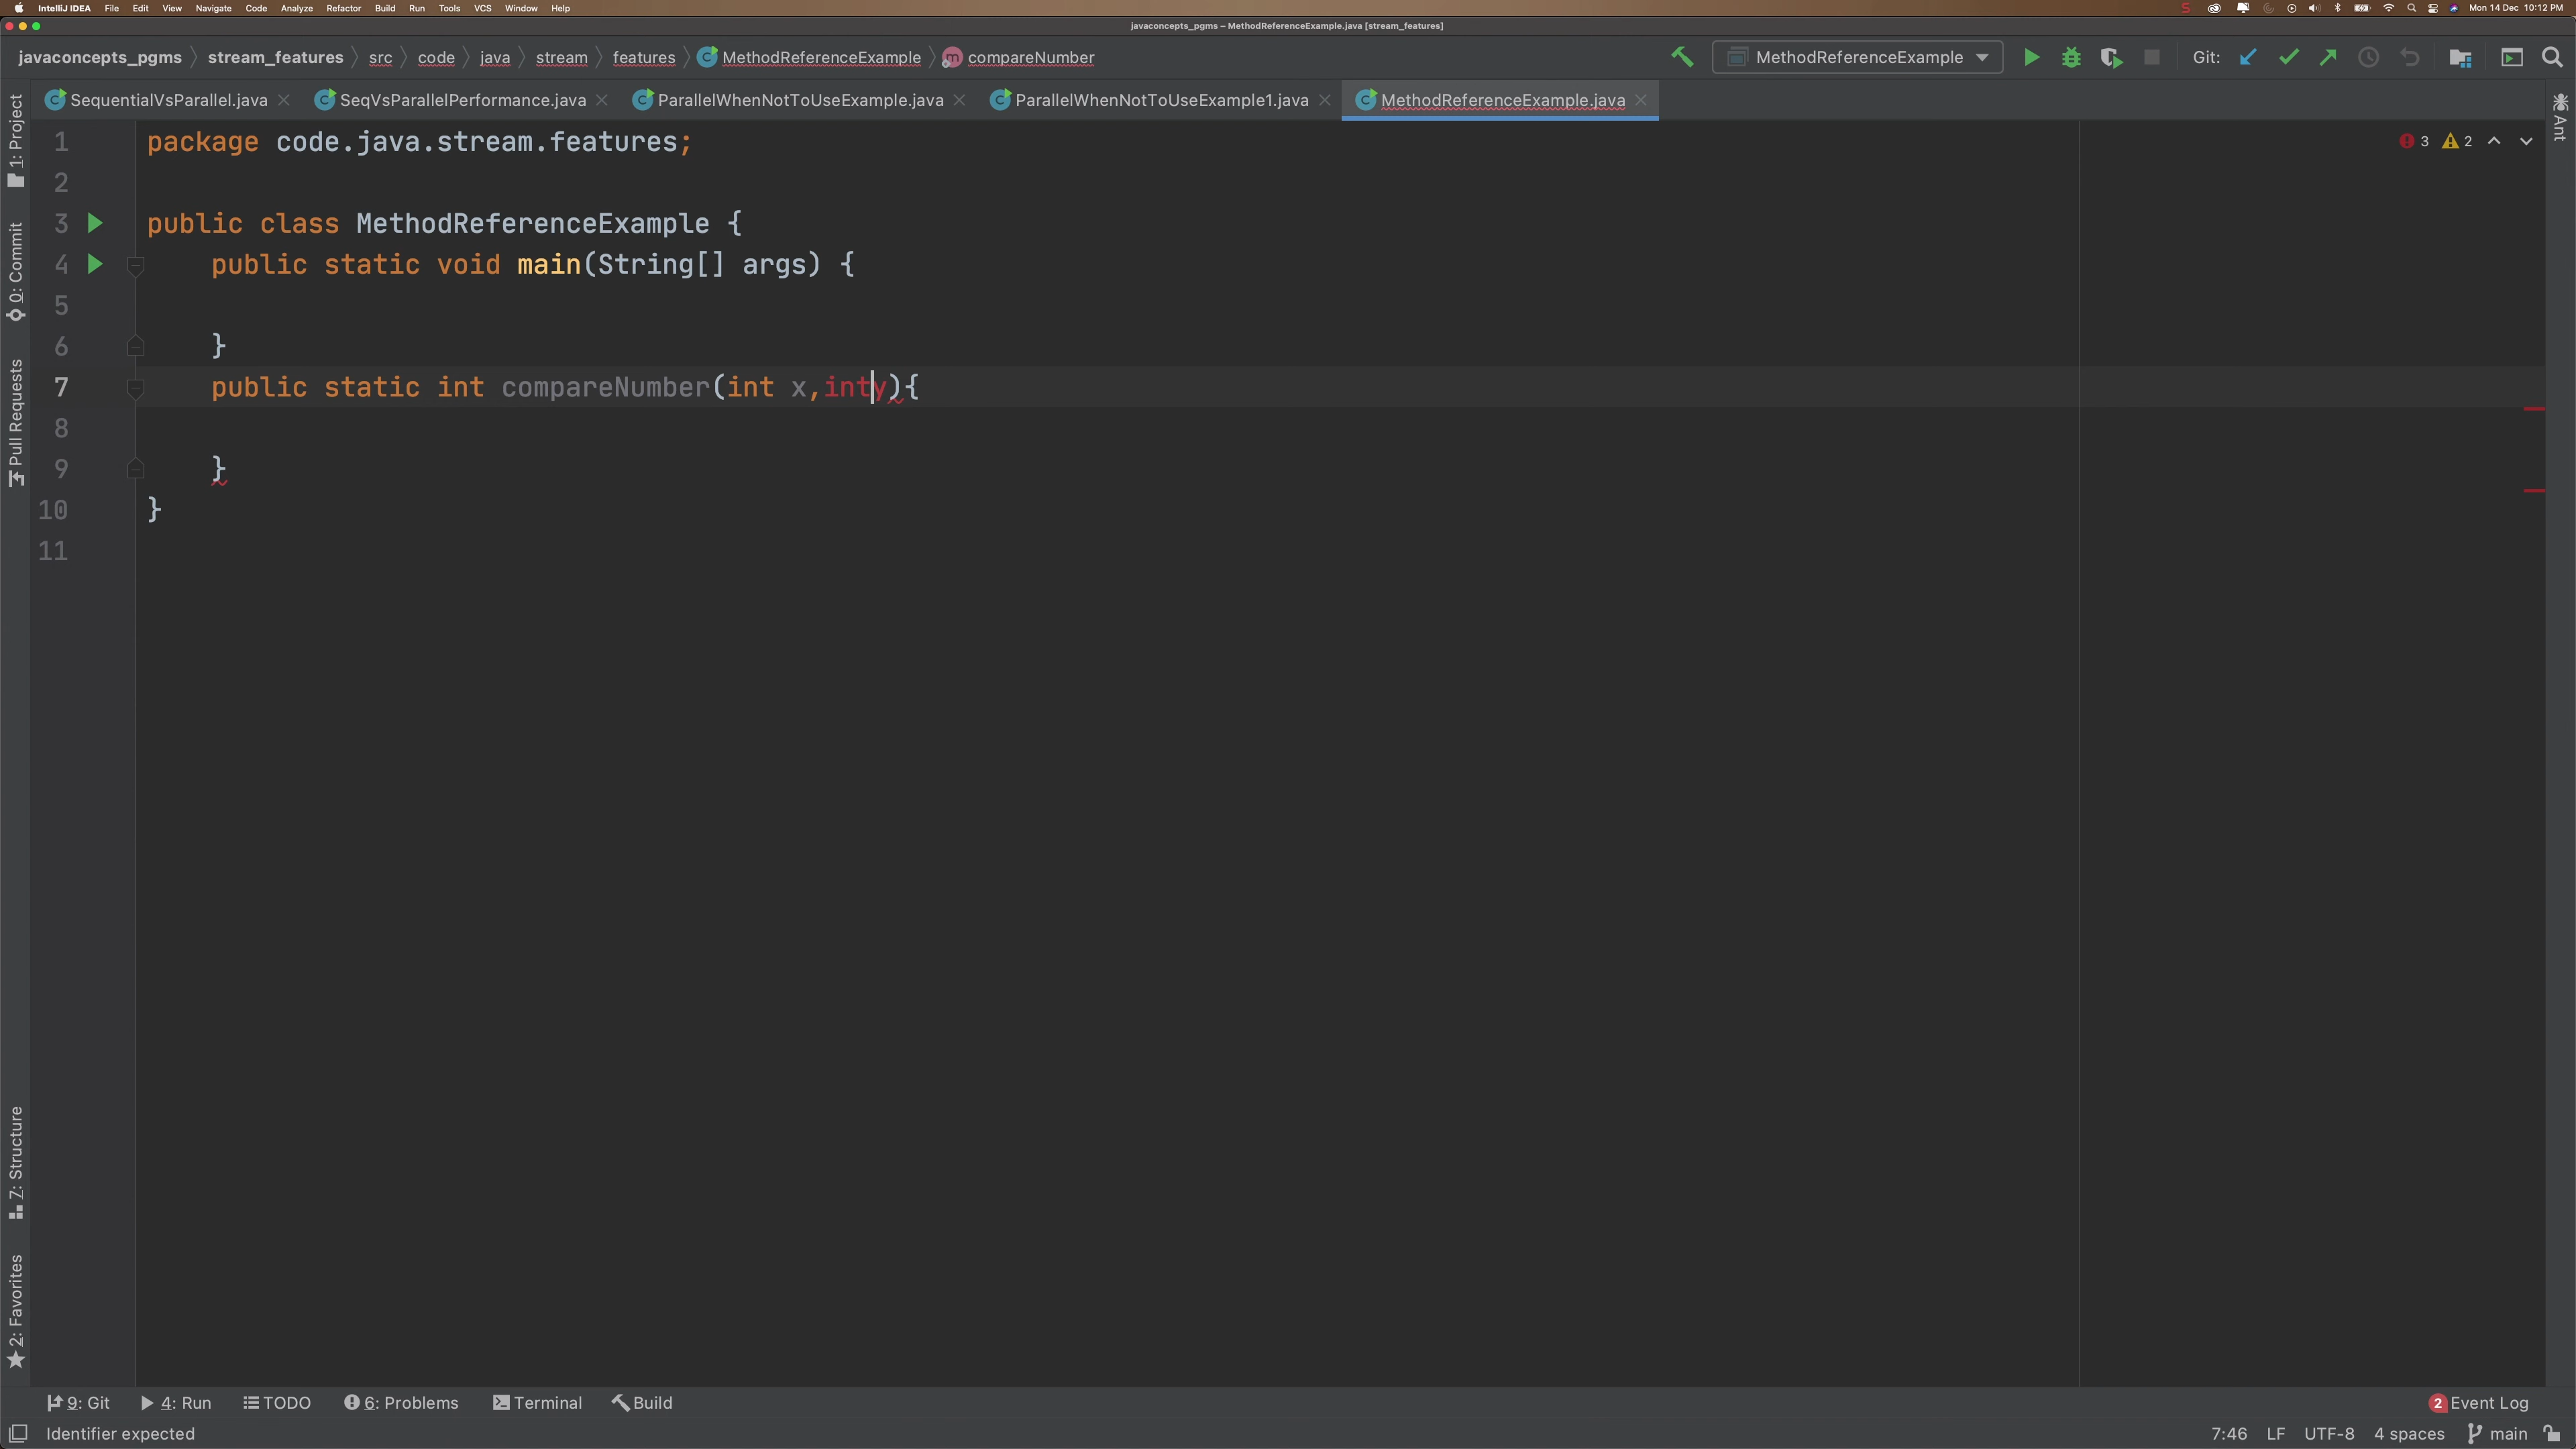 IntelliJ IDEA File Edit View Navigate Code Analyze Refactor Build Run Tools VCS Window Help Mon 14 Dec 10:12 PM
javaconcepts_pgms – MethodReferenceExample.java [stream_features]
javaconcepts_pgms stream_features src code java stream features MethodReferenceExample compareNumber MethodReferenceExample Git:
SequentialVsParallel.java SeqVsParallelPerformance.java ParallelWhenNotToUseExample.java ParallelWhenNotToUseExample1.java MethodReferenceExample.java
1 package code.java.stream.features;
3 2
2
3 public class MethodReferenceExample {
4 public static void main(String[] args) {
5
6 }
7 public static int compareNumber(int x,inty){
8
9 }
10 }
11
1: Project
0: Commit
Pull Requests
7: Structure
2: Favorites
Ant
9: Git 4: Run TODO 6: Problems Terminal Build 2 Event Log
Identifier expected 7:46 LF UTF-8 4 spaces main